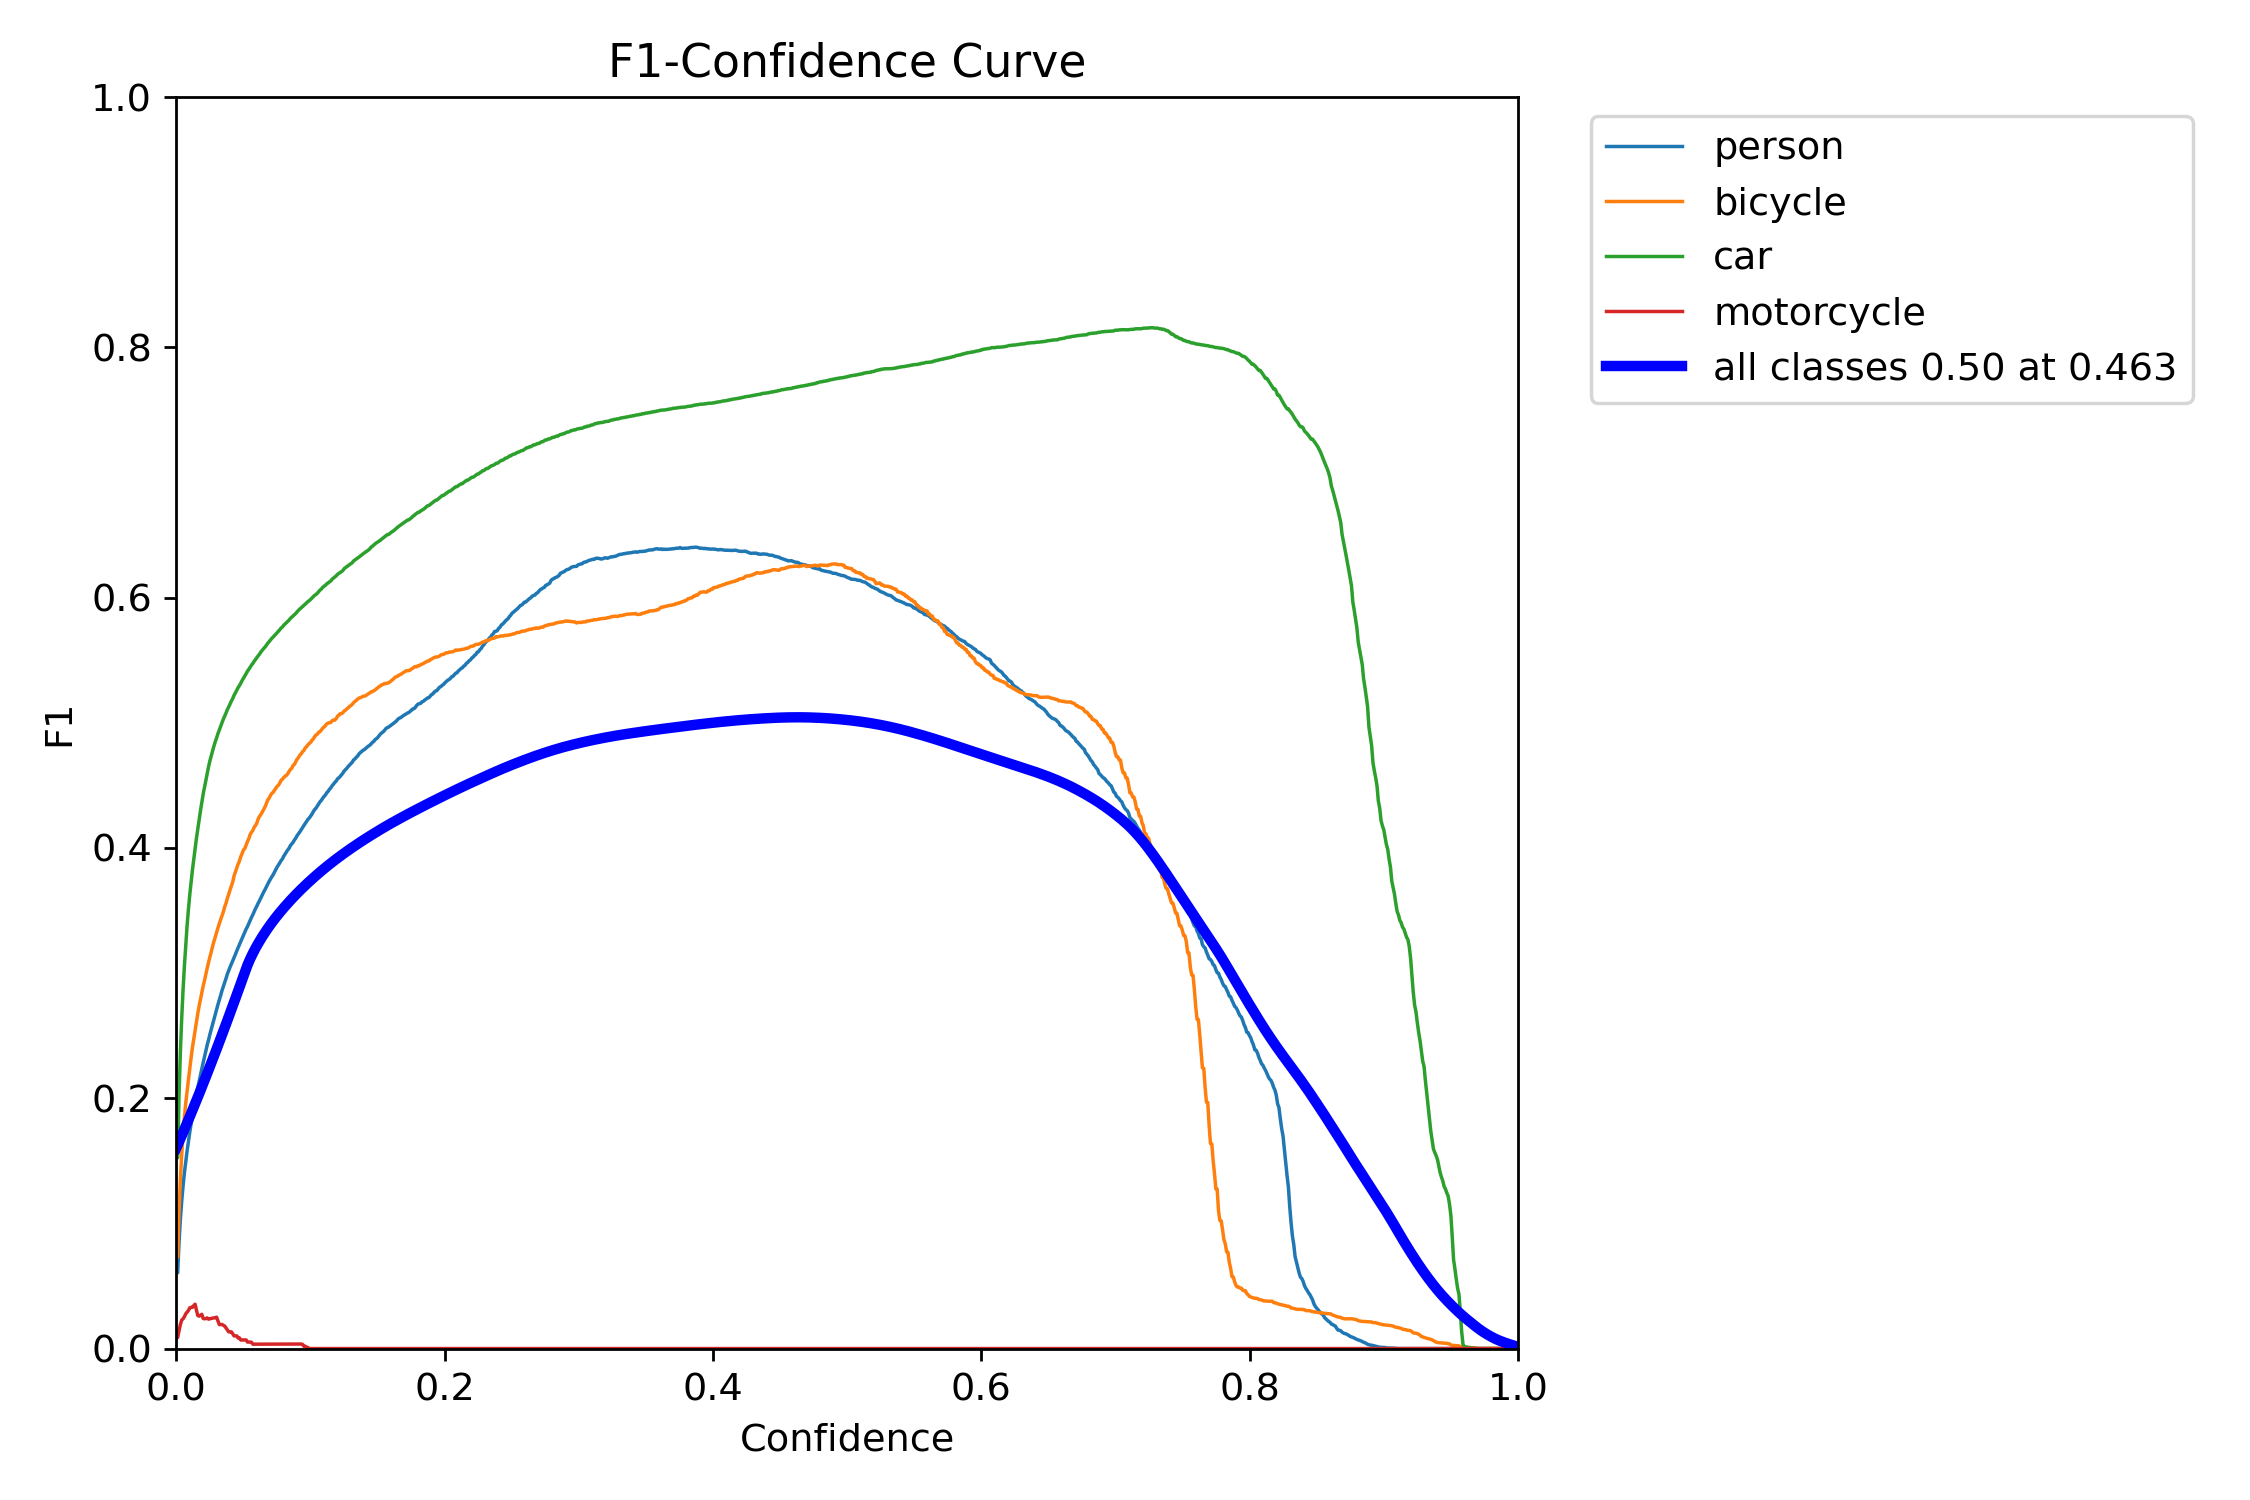 F1-Confidence Curve
1.0
0.8
0.6
0.4
0.2
0.0
F1
0.0 0.2 0.4 0.6 0.8 1.0
Confidence
person
bicycle
car
motorcycle
all classes 0.50 at 0.463